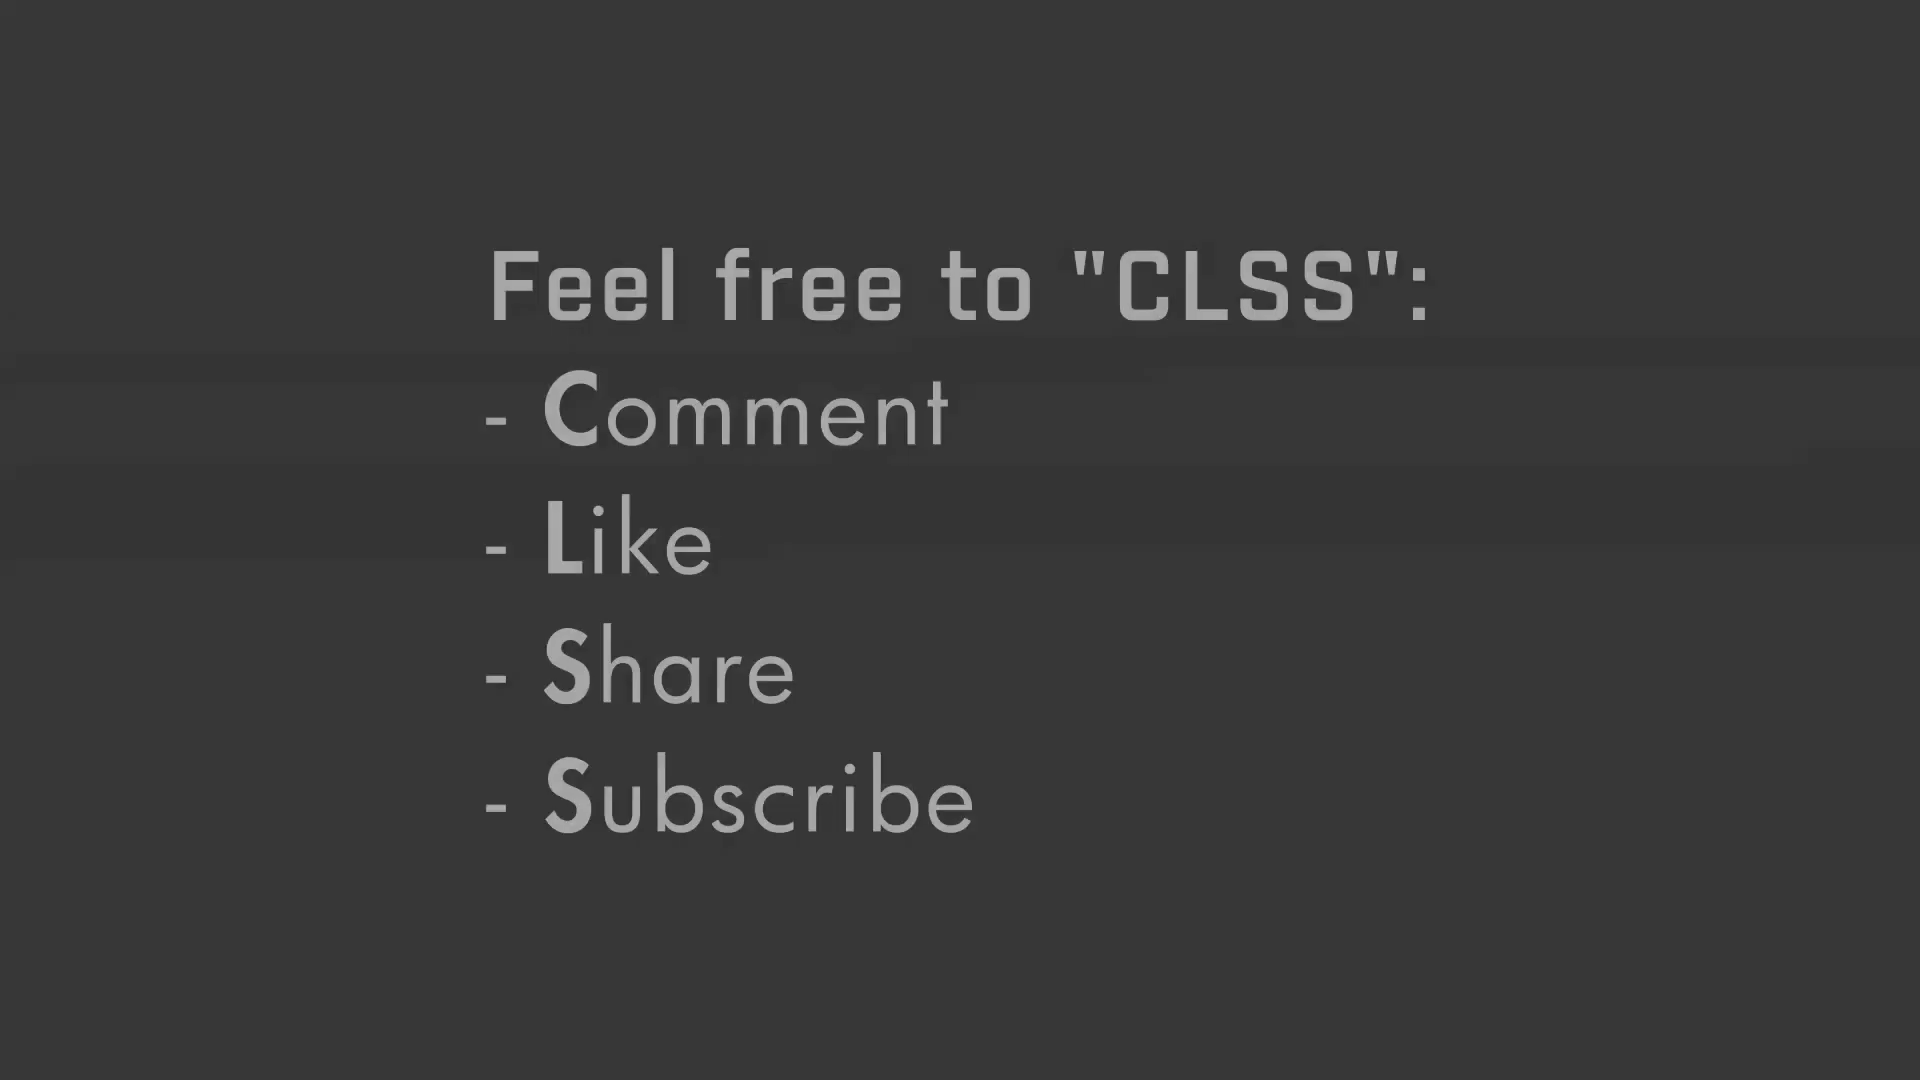 Feel free to "CLSS":
- Comment
- Like
- Share
- Subscribe